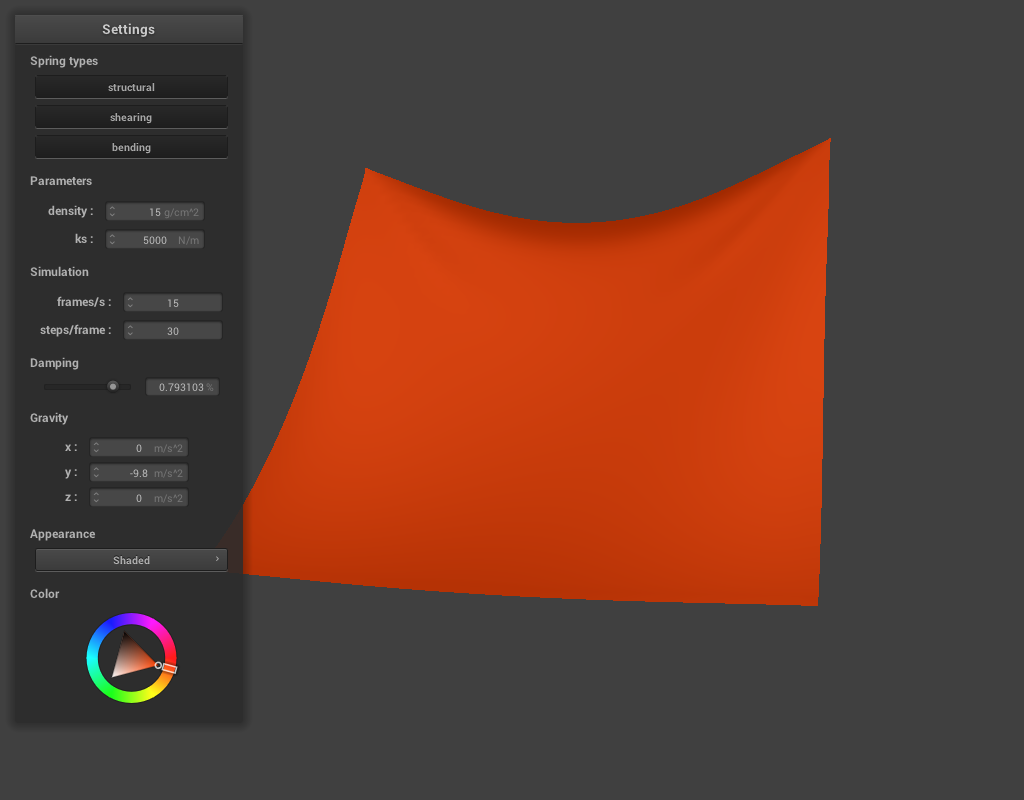 Settings
Spring types
structural
shearing
bending
Parameters
density : 15 g/cm^2
ks : 5000 N/m
Simulation
frames/s : 15
steps/frame : 30
Damping
0.793103 %
Gravity
x : 0 m/s^2
y : -9.8 m/s^2
z : 0 m/s^2
Appearance
Shaded
Color